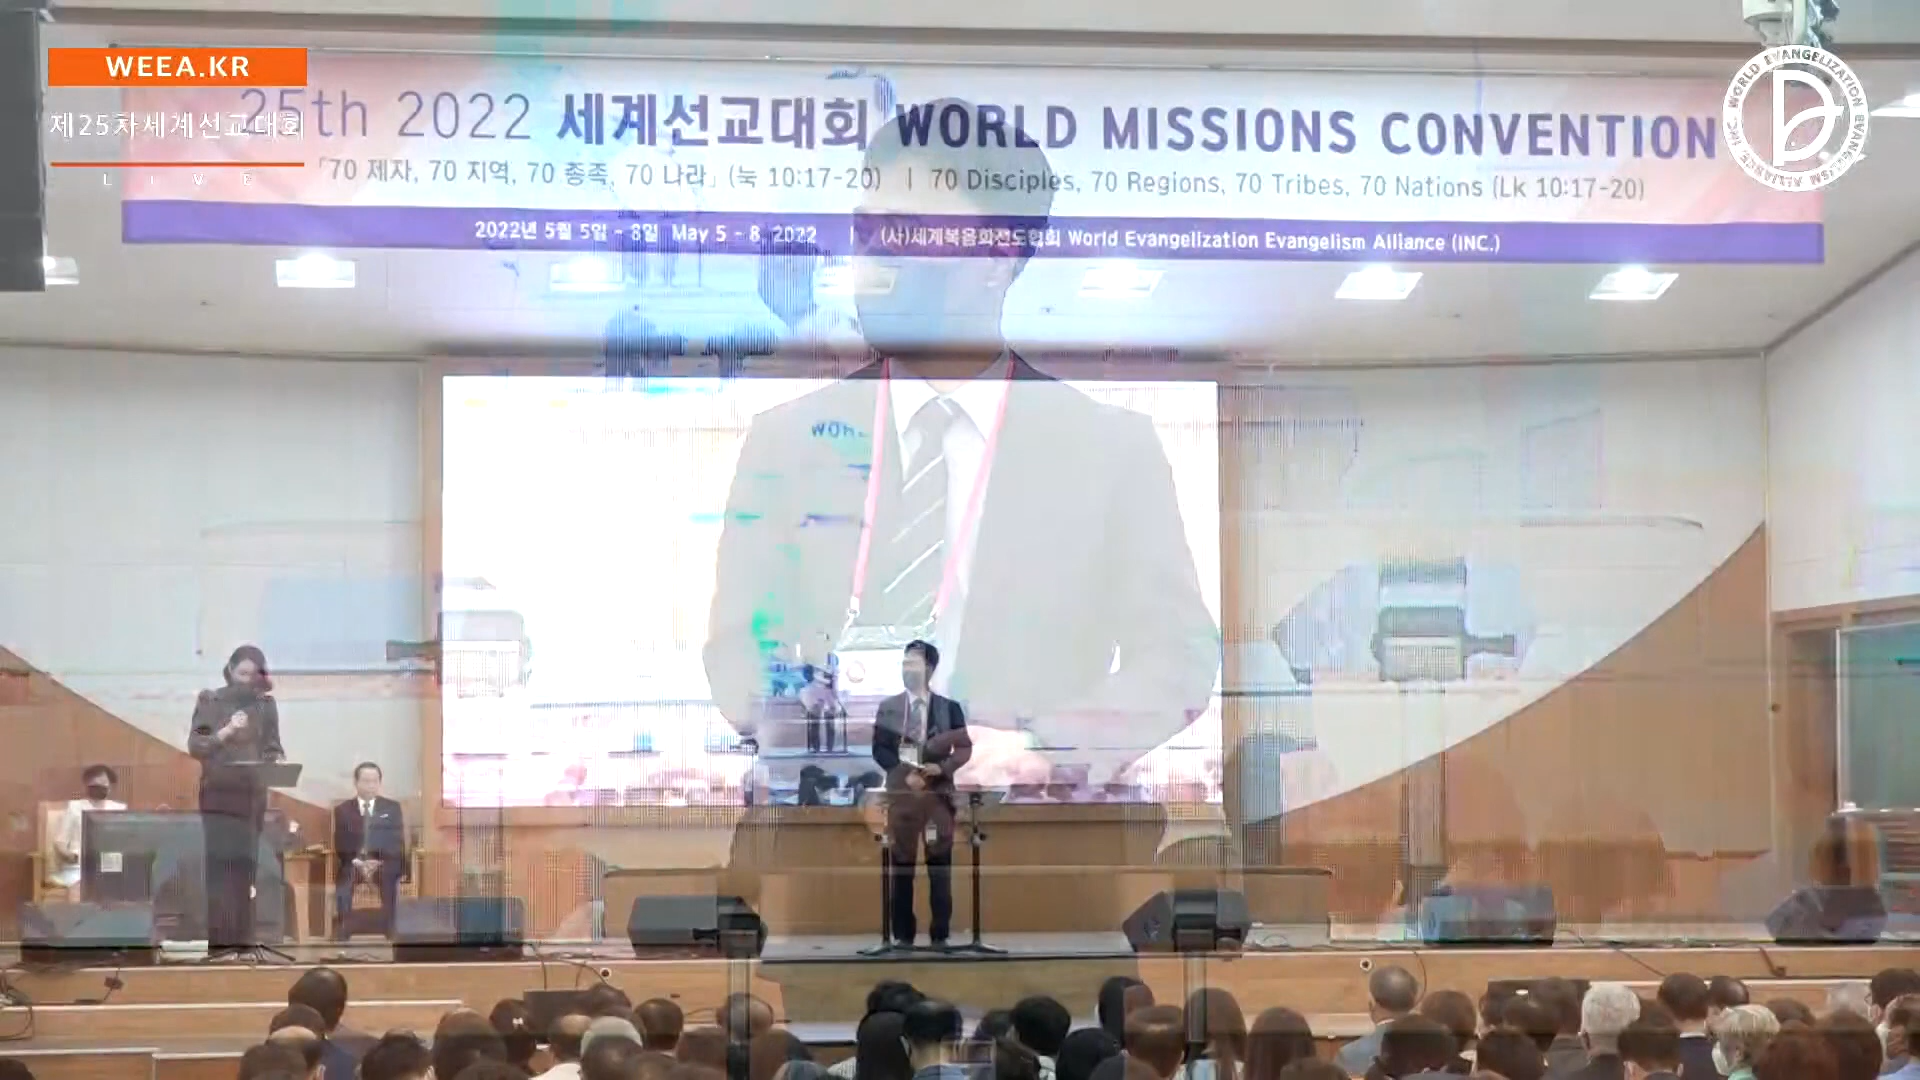 WEEA.KR
제25차세계선교대회
LIVE
25th 2022 세계선교대회 WORLD MISSIONS CONVENTION
「70 제자, 70 지역, 70 종족, 70 나라」 (눅 10:17-20) | 70 Disciples, 70 Regions, 70 Tribes, 70 Nations (Lk 10:17-20)
2022년 5월 5일 - 8일 May 5 - 8 2022 | (사)세계복음화전도협회 World Evangelization Evangelism Alliance (INC.)
WORLD EVANGELIZATION EVANGELISM ALLIANCE, INC.